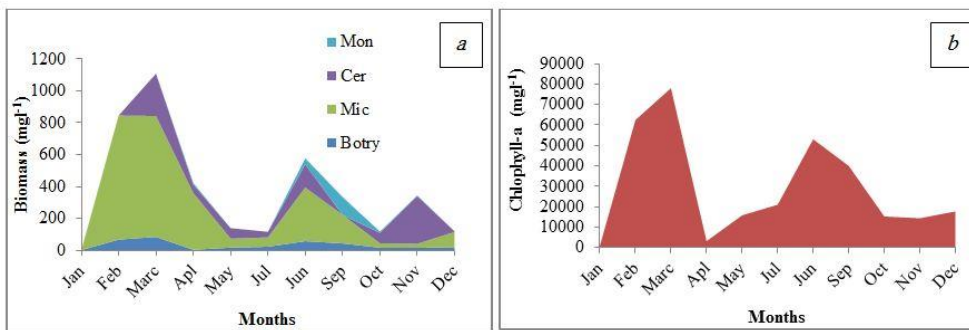 a
Mon
Cer
Mic
Botry
Biomass (mgl-1)
1200
1000
800
600
400
200
0
Jan
Feb
Marc
Apl
May
Jul
Jun
Sep
Oct
Nov
Dec
Months
b
Chlophyll-a (mgl-1)
90000
80000
70000
60000
50000
40000
30000
20000
10000
0
Jan
Feb
Marc
Apl
May
Jul
Jun
Sep
Oct
Nov
Dec
Months